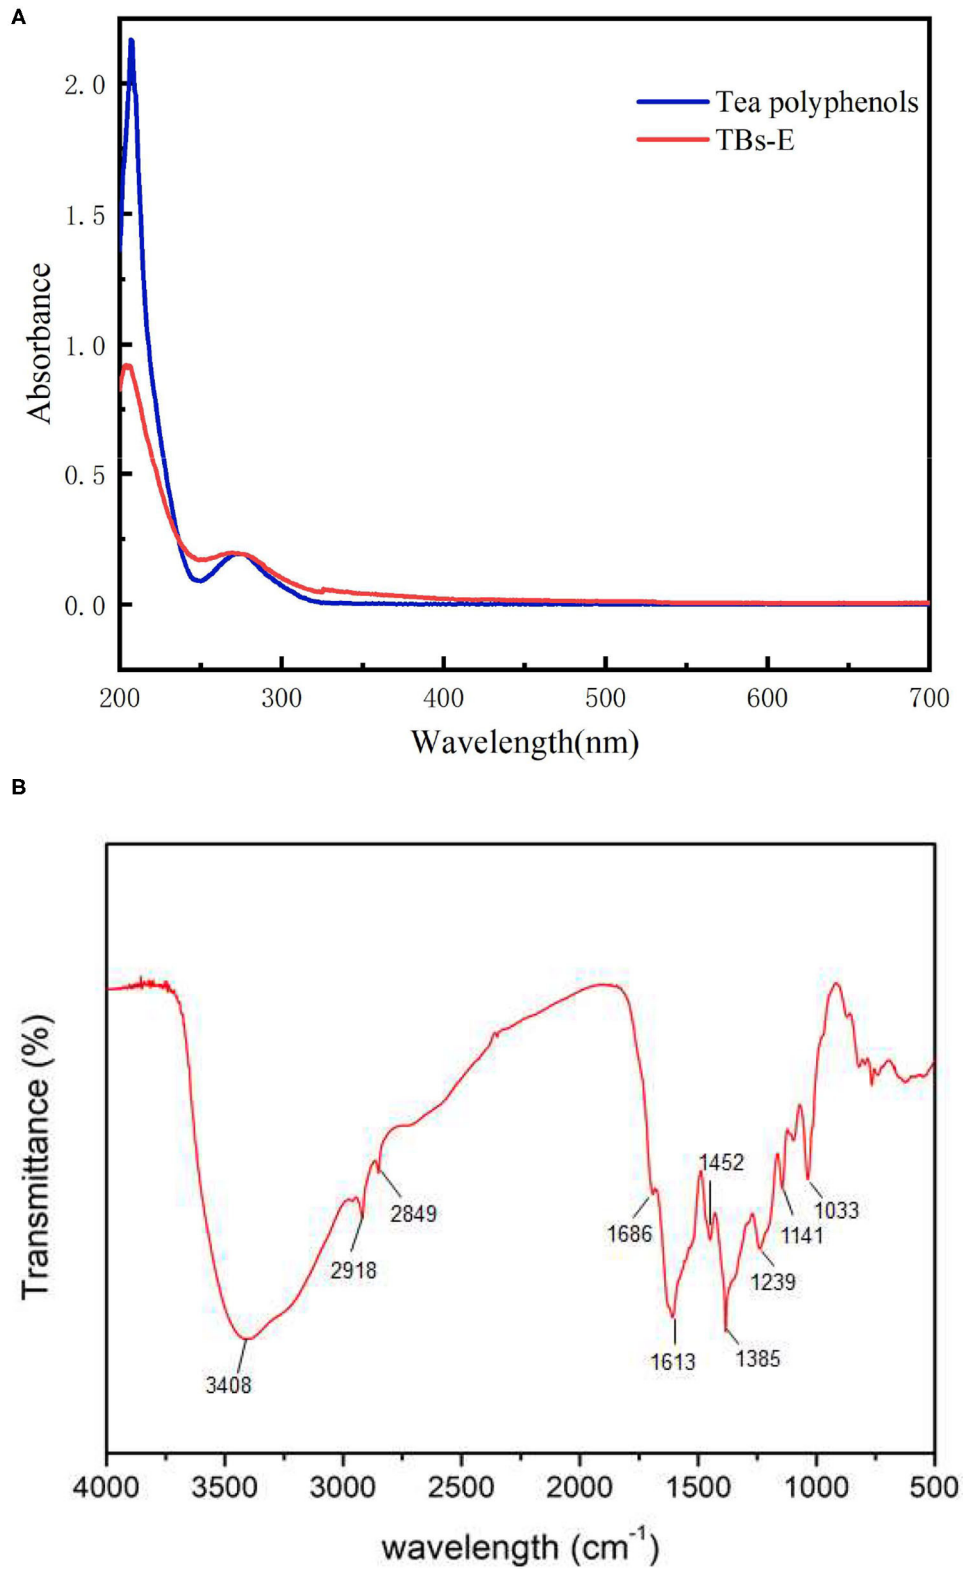 A
Tea polyphenols
TBs-E
2.0
1.5
1.0
0.5
0.0
Absorbance
200 300 400 500 600 700
Wavelength(nm)
B
Transmittance (%)
3408
2918
2849
1686
1613
1452
1385
1239
1141
1033
4000 3500 3000 2500 2000 1500 1000 500
wavelength (cm⁻¹)